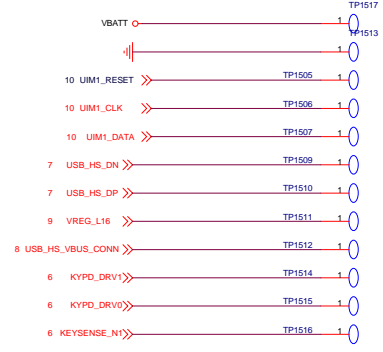 TP1517
VBATT 1
TP1513
1
10 UIM1_RESET TP1505 1
10 UIM1_CLK TP1506 1
10 UIM1_DATA TP1507 1
7 USB_HS_DN TP1509 1
7 USB_HS_DP TP1510 1
9 VREG_L16 TP1511 1
8 USB_HS_VBUS_CONN TP1512 1
6 KYPD_DRV1 TP1514 1
6 KYPD_DRV0 TP1515 1
6 KEYSENSE_N1 TP1516 1